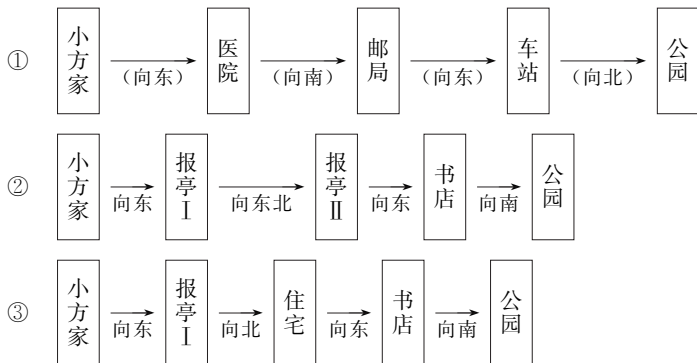 ① 小方家 (向东) 医院 (向南) 邮局 (向东) 车站 (向北) 公园
② 小方家 向东 报亭Ⅰ 向东北 报亭Ⅱ 向东 书店 向南 公园
③ 小方家 向东 报亭Ⅰ 向北 住宅 向东 书店 向南 公园